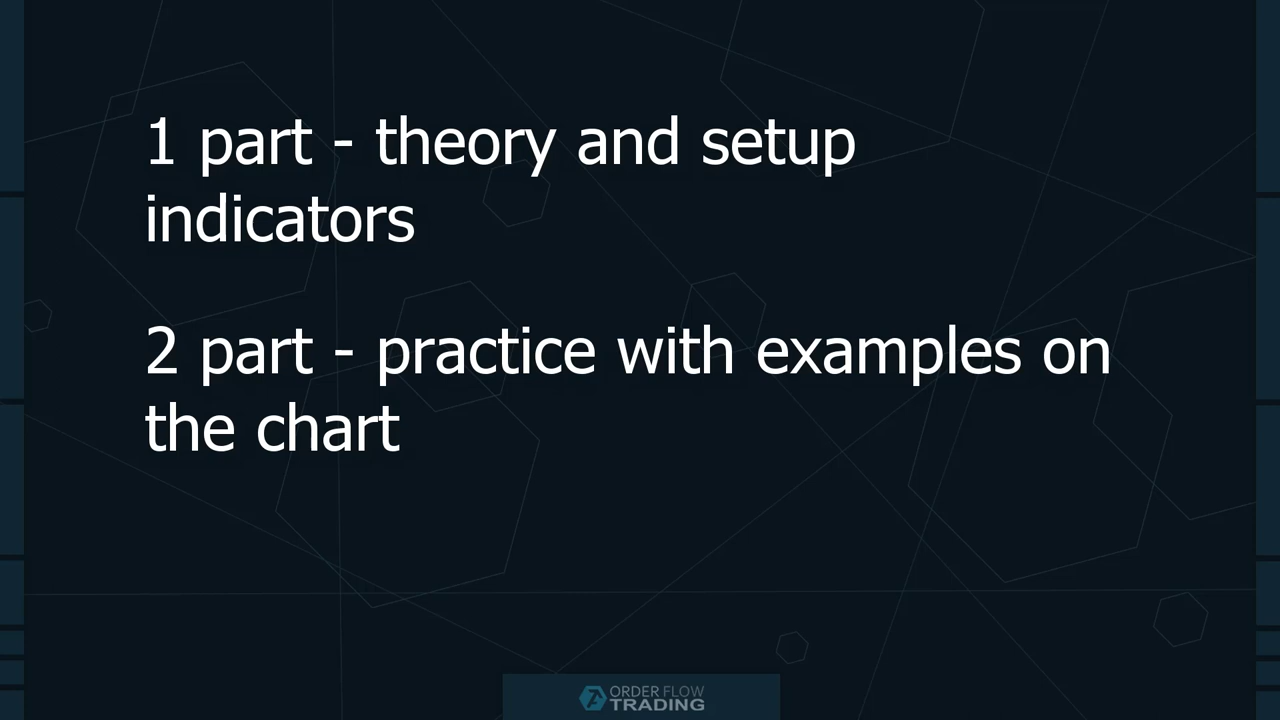 1 part - theory and setup
indicators
2 part - practice with examples on
the chart
ORDER FLOW
TRADING